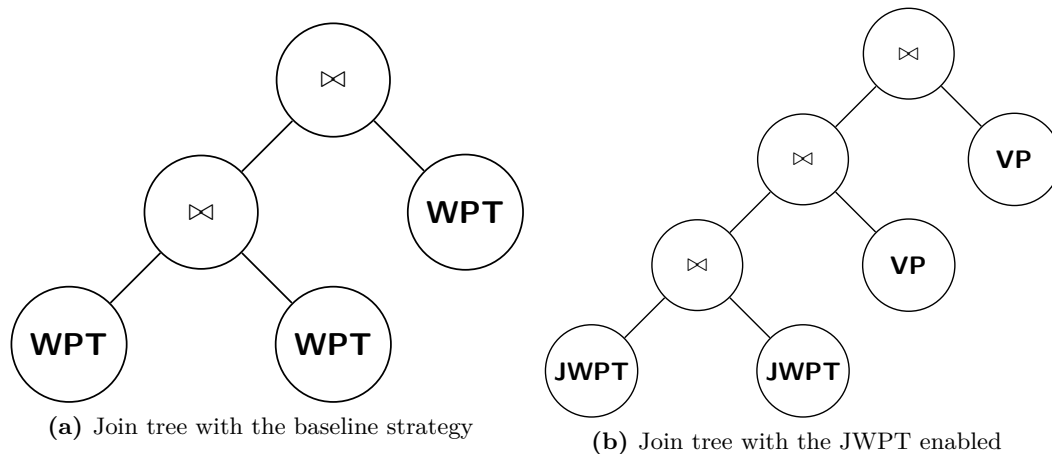 ⋈
⋈
WPT
WPT
WPT
(a) Join tree with the baseline strategy
⋈
⋈
VP
⋈
VP
JWPT
JWPT
(b) Join tree with the JWPT enabled